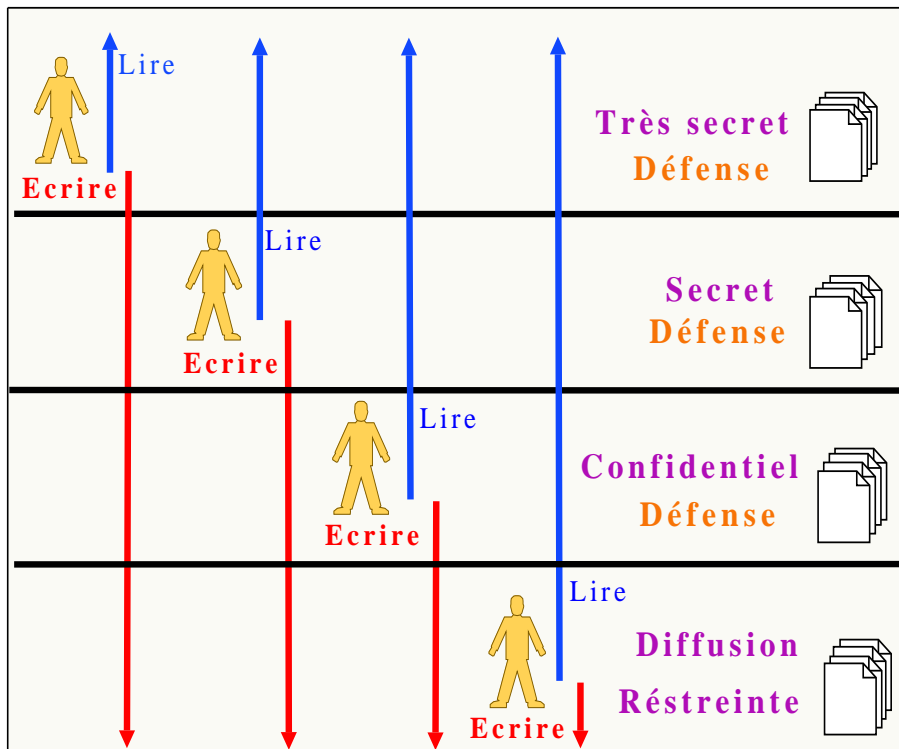 Lire
Très secret
Défense
Ecrire
Lire
Secret
Défense
Ecrire
Lire
Confidentiel
Défense
Ecrire
Lire
Diffusion
Réstreinte
Ecrire